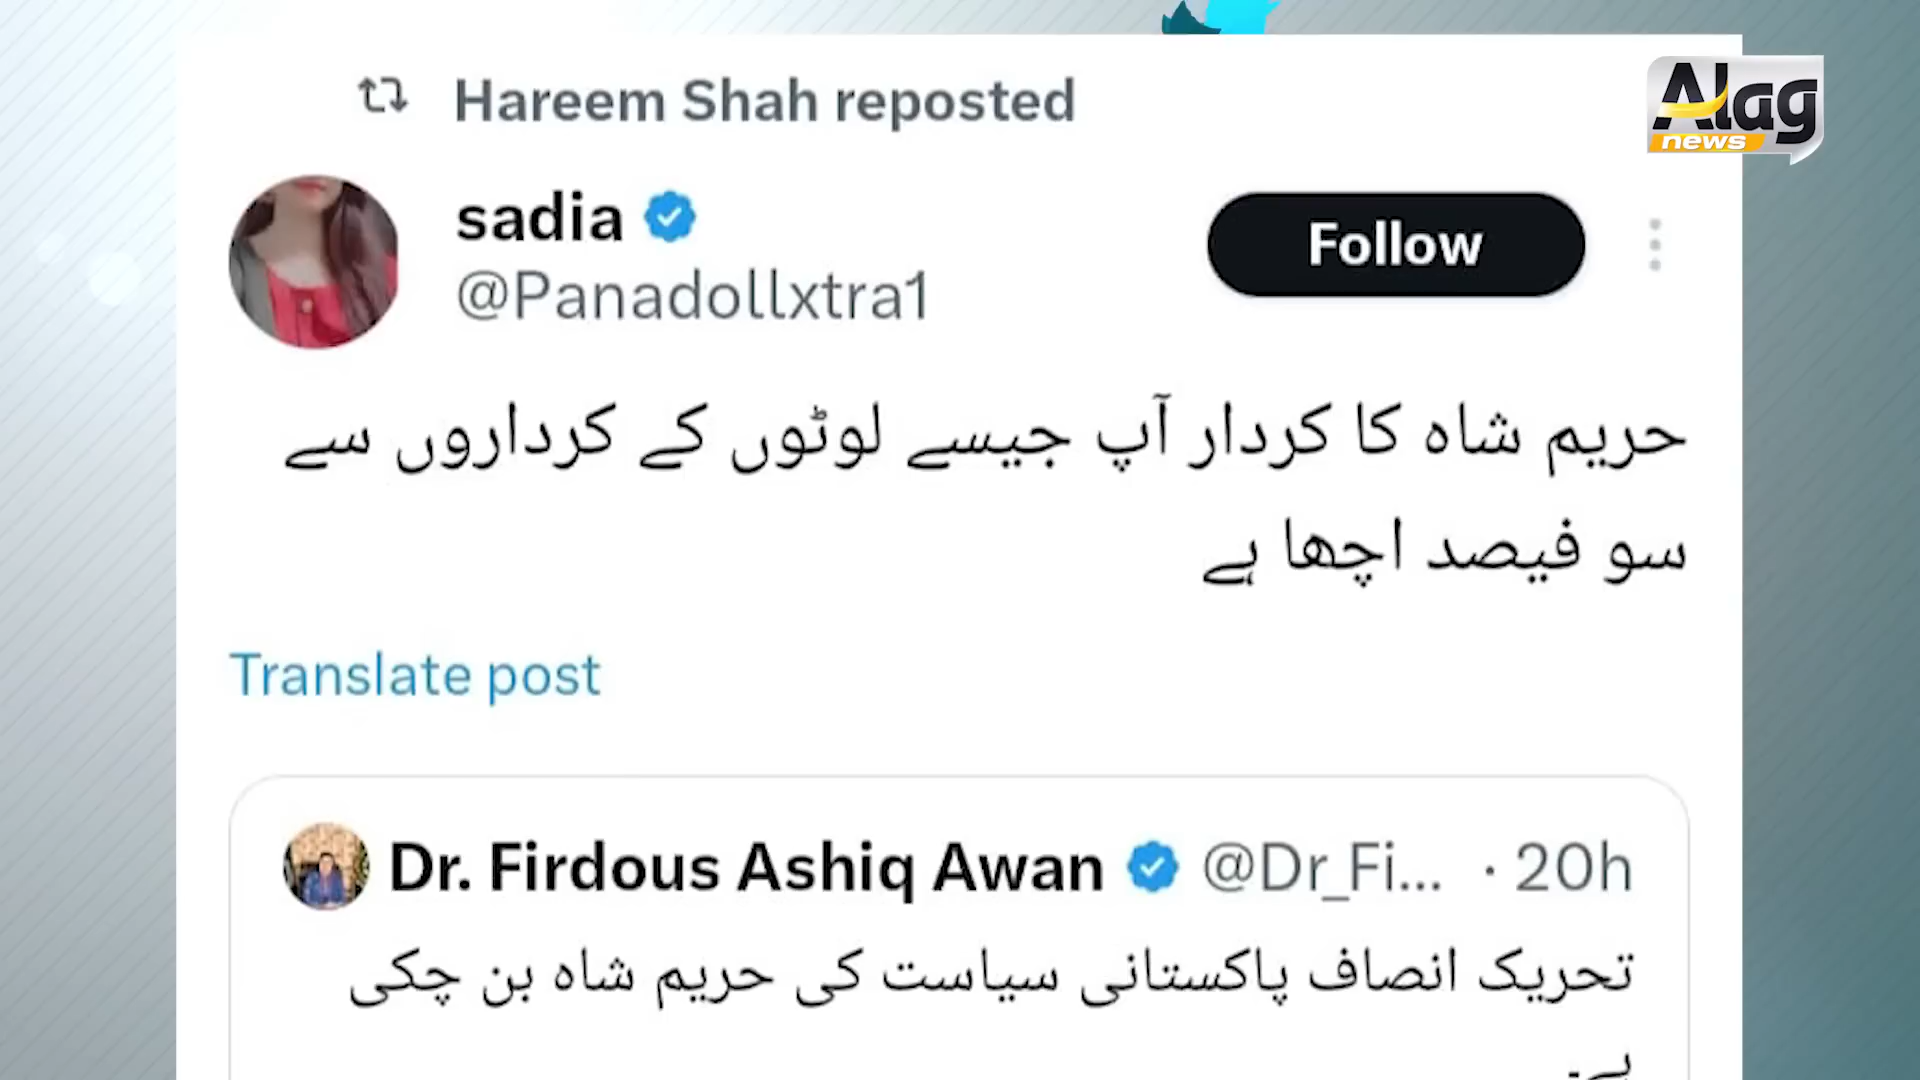 Hareem Shah reposted
Alag
news
sadia
@Panadollxtra1
Follow
حریم شاہ کا کردار آپ جیسے لوٹوں کے کرداروں سے
سو فیصد اچھا ہے
Translate post
Dr. Firdous Ashiq Awan @Dr_Fi... · 20h
تحریک انصاف پاکستانی سیاست کی حریم شاہ بن چکی
ہے۔